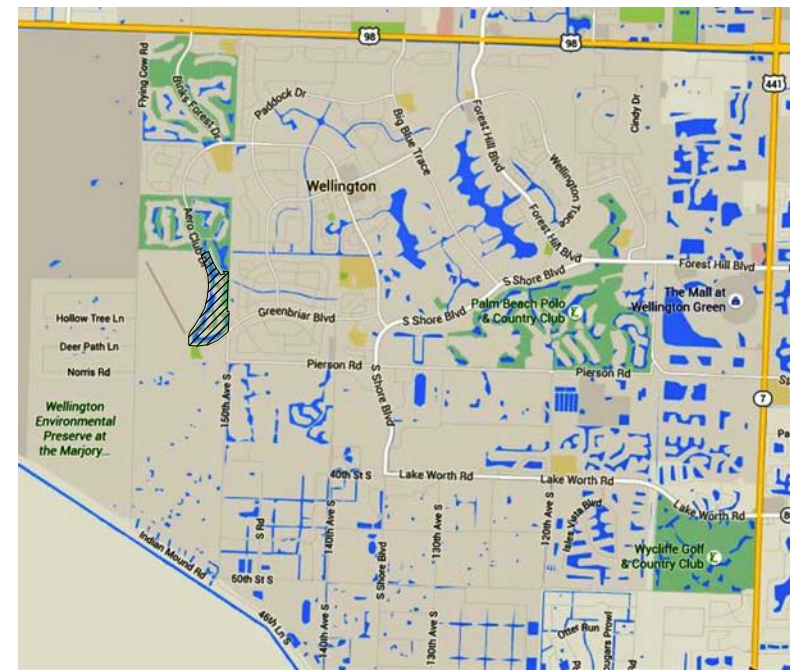 98
98
441
Flying Cow Rd
Bink's Forest Dr
Paddock Dr
Big Blue Trace
Forest Hill Blvd
Cindy Dr
Wellington
Trace
Wellington
Aero Club Dr
Forest Hill Blvd
Forest Hill Blvd
S Shore Blvd
The Mall at
Wellington Green
Palm Beach Polo
& Country Club
Hollow Tree Ln
Greenbriar Blvd
S Shore Blvd
Deer Path Ln
Norris Rd
Pierson Rd
Pierson Rd
S Shore Blvd
150th Ave S
7
Wellington
Environmental
Preserve at
the Marjory...
40th St S
Lake Worth Rd
Lake Worth Rd
Lake Worth Rd
S Rd
140th Ave S
130th Ave S
120th Ave S
Isles Vista Blvd
Indian Mound Rd
S Shore Blvd
Wycliffe Golf
& Country Club
50th St S
46th Ln S
140th Ave S
130th Ave S
Otter Run